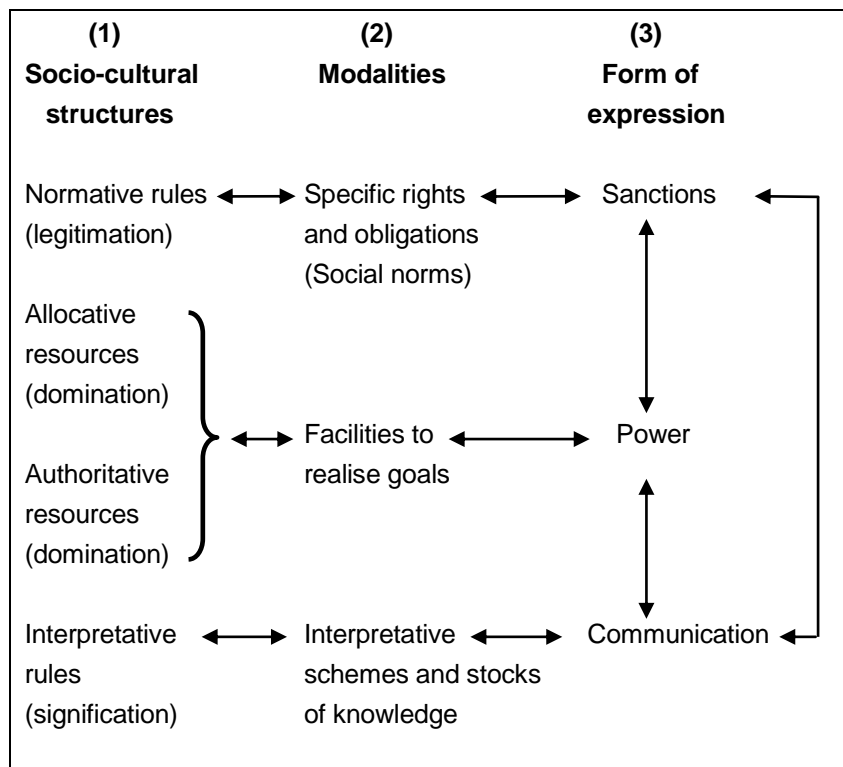 (1) (2) (3)
Socio-cultural Modalities Form of
structures expression
Normative rules Specific rights Sanctions
(legitimation) and obligations
(Social norms)
Allocative
resources
(domination)
Facilities to Power
Authoritative realise goals
resources
(domination)
Interpretative Interpretative Communication
rules schemes and stocks
(signification) of knowledge